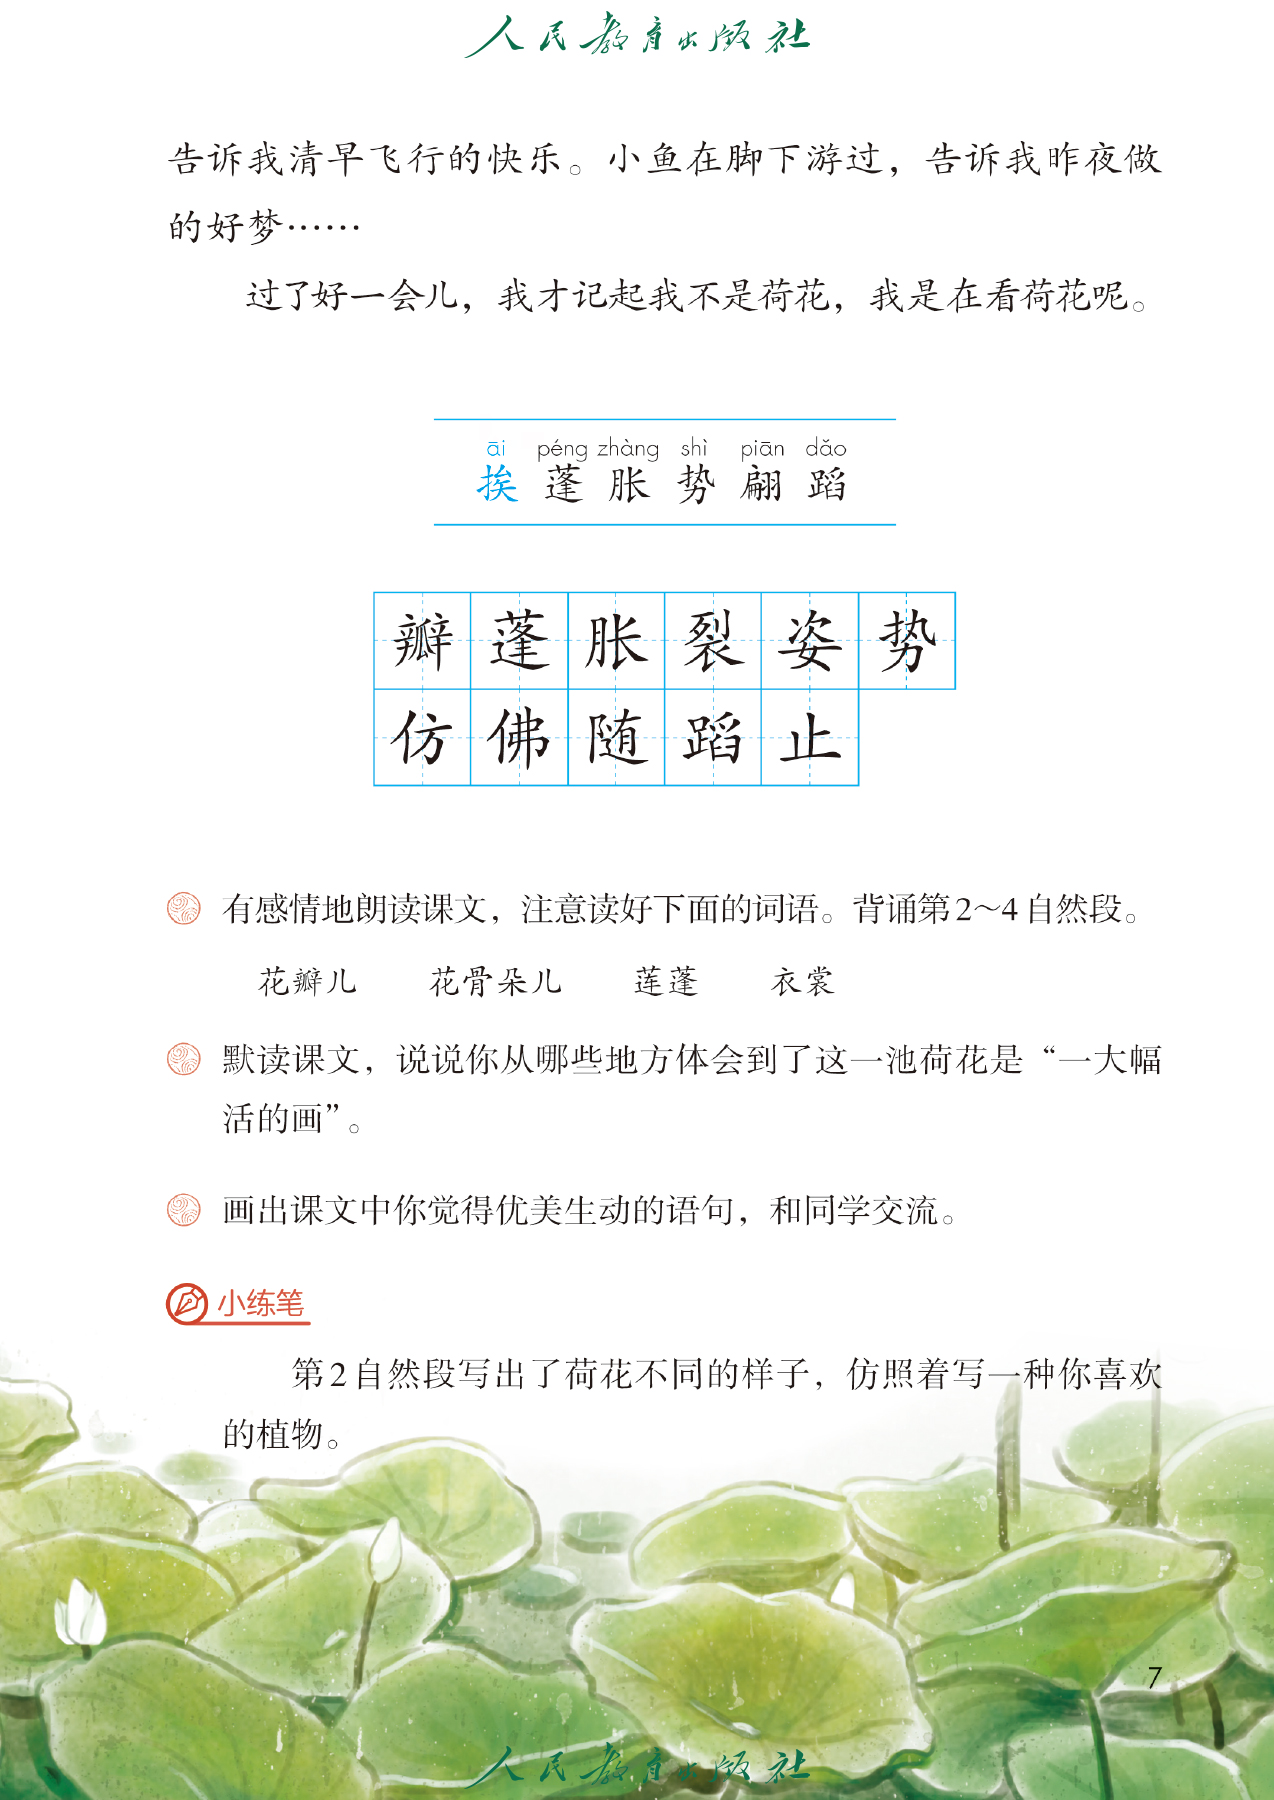 人民教育出版社
告诉我清早飞行的快乐。小鱼在脚下游过，告诉我昨夜做
的好梦……
过了好一会儿，我才记起我不是荷花，我是在看荷花呢。
āi péng zhàng shì piān dǎo
挨 蓬 胀 势 翩 蹈
瓣 蓬 胀 裂 姿 势
仿 佛 随 蹈 止
有感情地朗读课文，注意读好下面的词语。背诵第2～4自然段。
花瓣儿 花骨朵儿 莲蓬 衣裳
默读课文，说说你从哪些地方体会到了这一池荷花是“一大幅
活的画”。
画出课文中你觉得优美生动的语句，和同学交流。
小练笔
第2自然段写出了荷花不同的样子，仿照着写一种你喜欢
的植物。
7
人民教育出版社